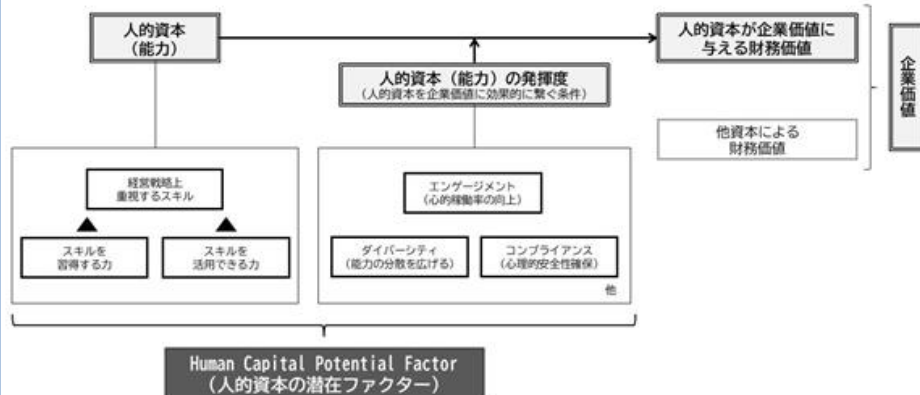 人的資本
（能力）
人的資本が企業価値に
与える財務価値
人的資本（能力）の発揮度
（人的資本を企業価値に効果的に繋ぐ条件）
企業価値
他資本による
財務価値
経営戦略上
重視するスキル
スキルを
習得する力
スキルを
活用できる力
エンゲージメント
（心的稼働率の向上）
ダイバーシティ
（能力の分散を広げる）
コンプライアンス
（心理的安全性確保）
他
Human Capital Potential Factor
（人的資本の潜在ファクター）